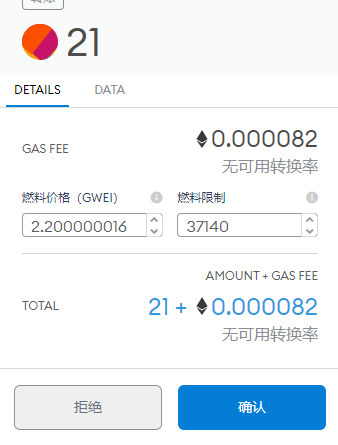 21
DETAILS DATA
GAS FEE
0.000082
无可用转换率
燃料价格（GWEI） 燃料限制
2.200000016 37140
AMOUNT + GAS FEE
TOTAL
21 + 0.000082
无可用转换率
拒绝 确认